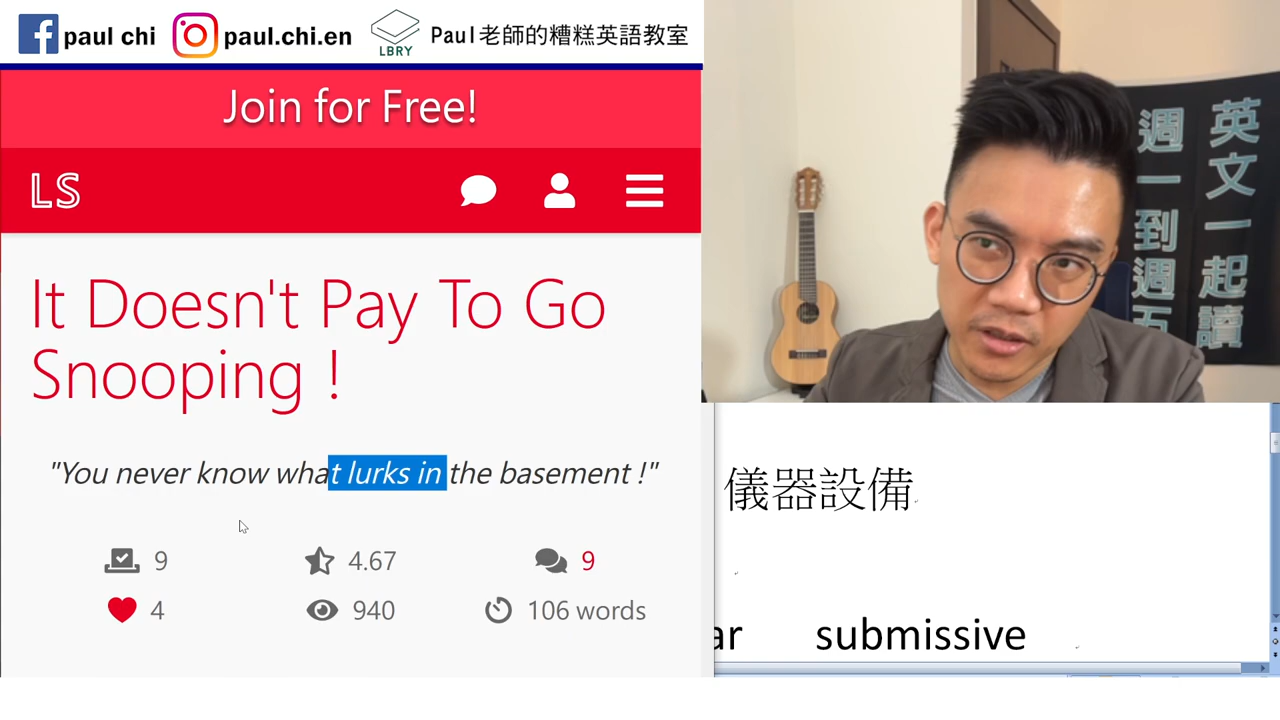 paul chi paul.chi.en LBRY Paul老師的糟糕英語教室
Join for Free!
LS
It Doesn't Pay To Go
Snooping !
"You never know what lurks in the basement !"
9 4.67 9
4 940 106 words
英文一起讀
週一到週五
儀器設備
ar submissive